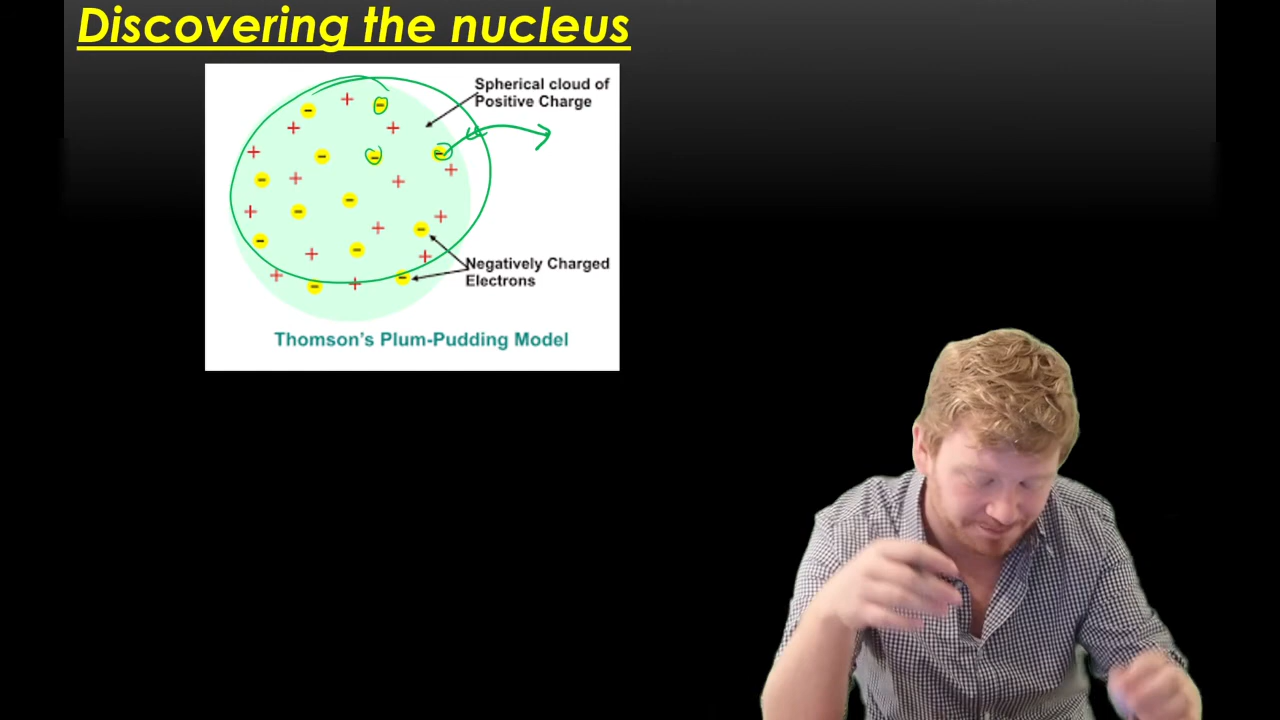 Discovering the nucleus
Spherical cloud of
Positive Charge
Negatively Charged
Electrons
Thomson's Plum-Pudding Model